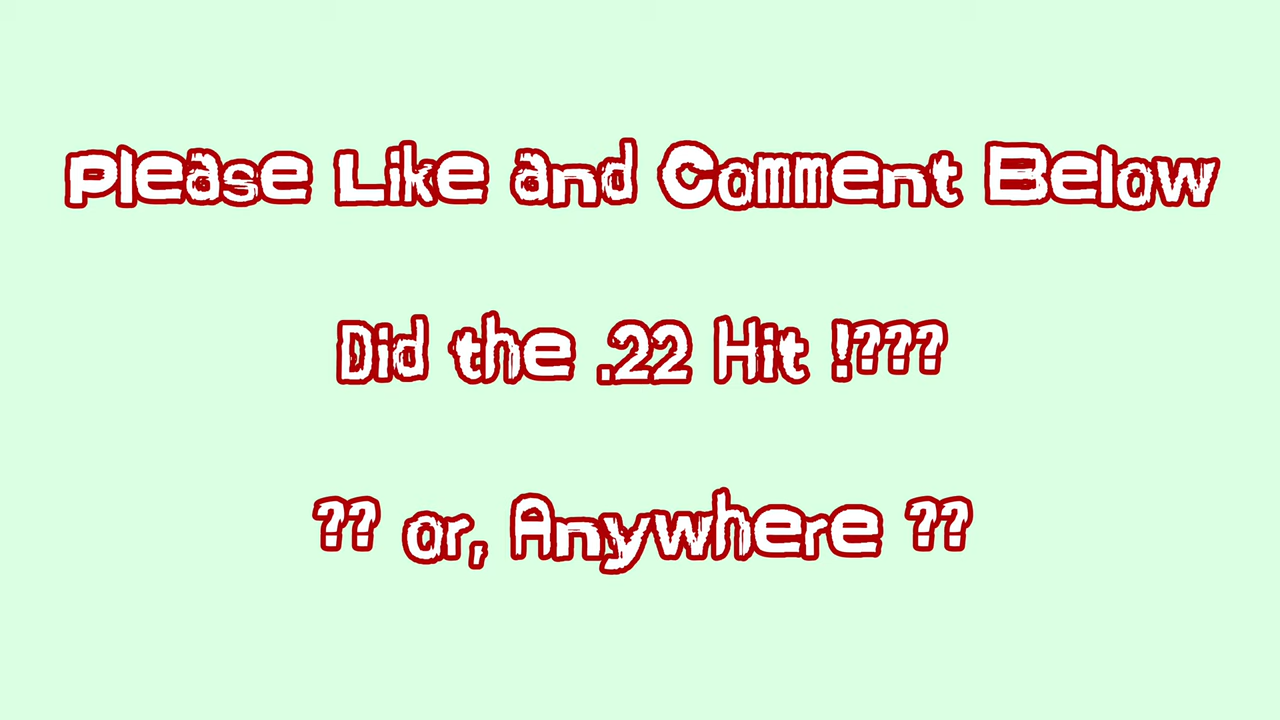 Please Like and Comment Below
Did the .22 Hit !???
?? or, Anywhere ??